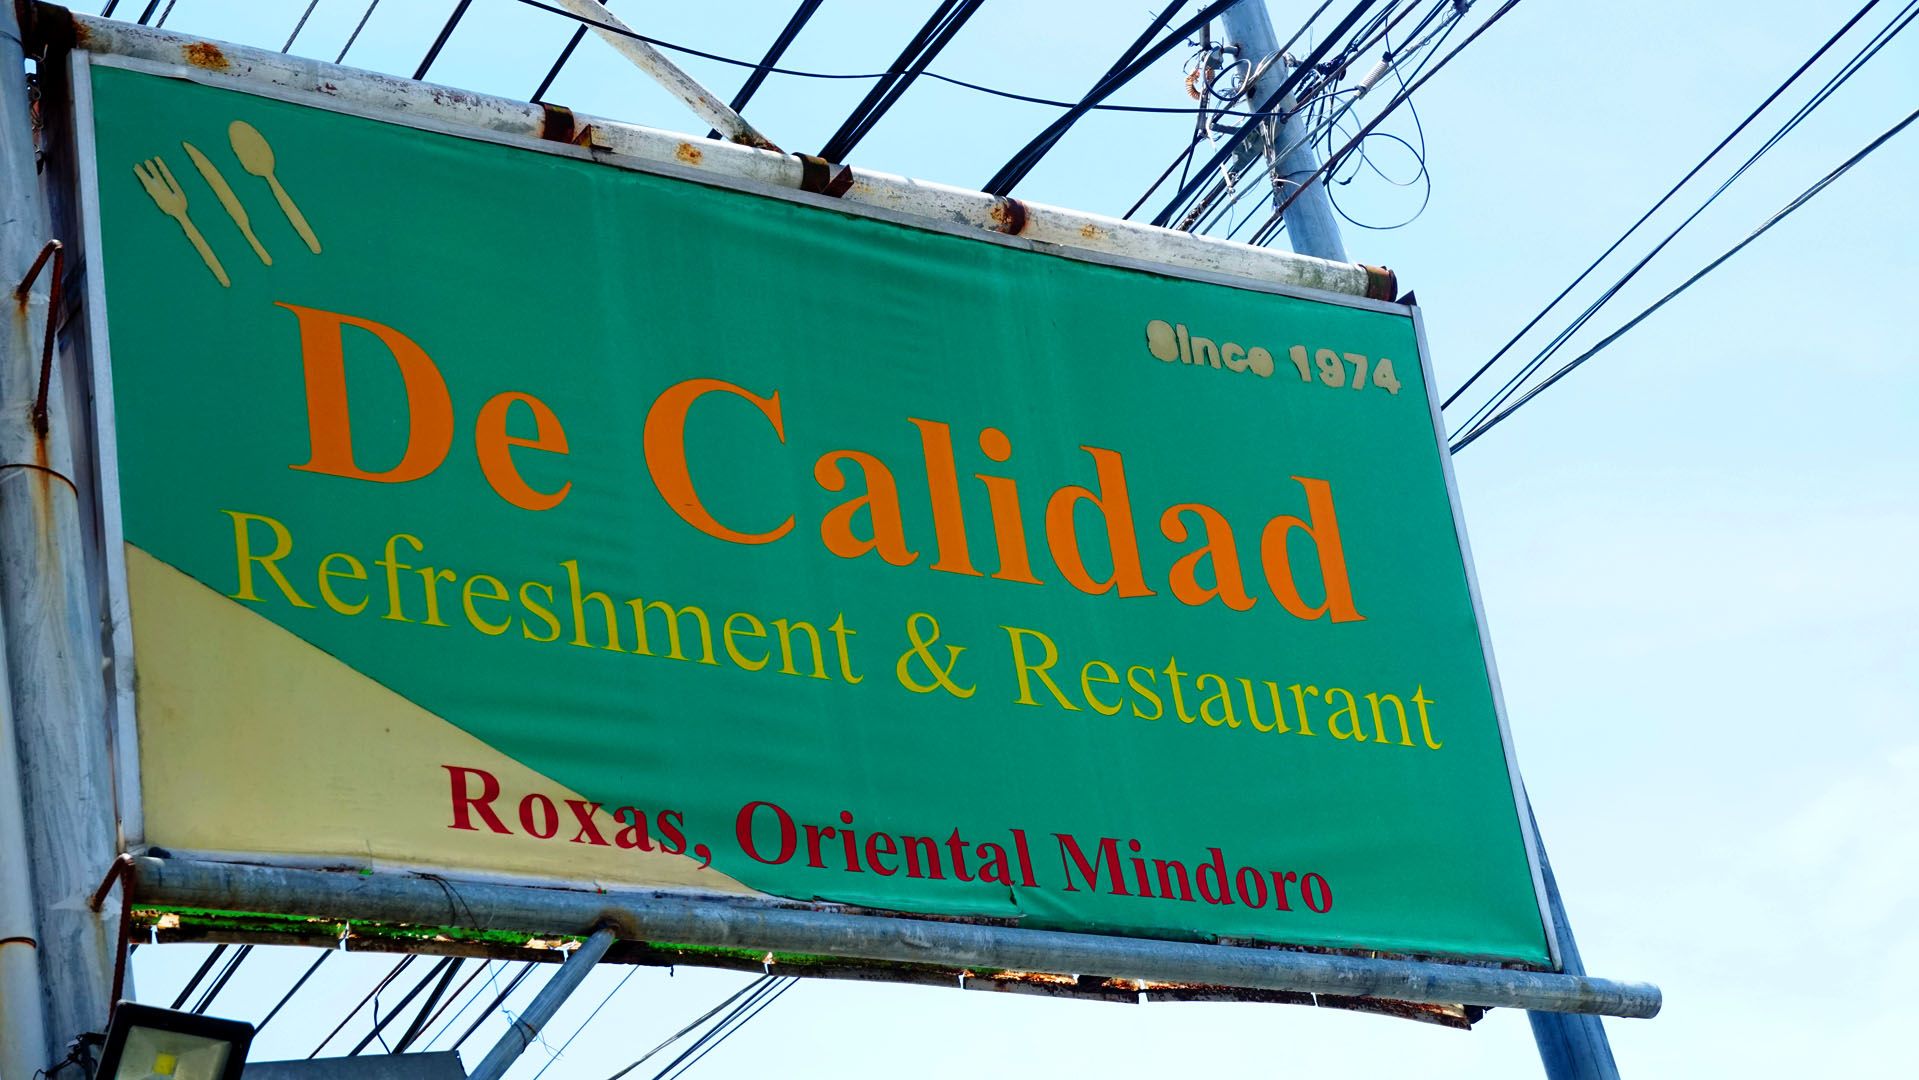 Since 1974
De Calidad
Refreshment & Restaurant
Roxas, Oriental Mindoro